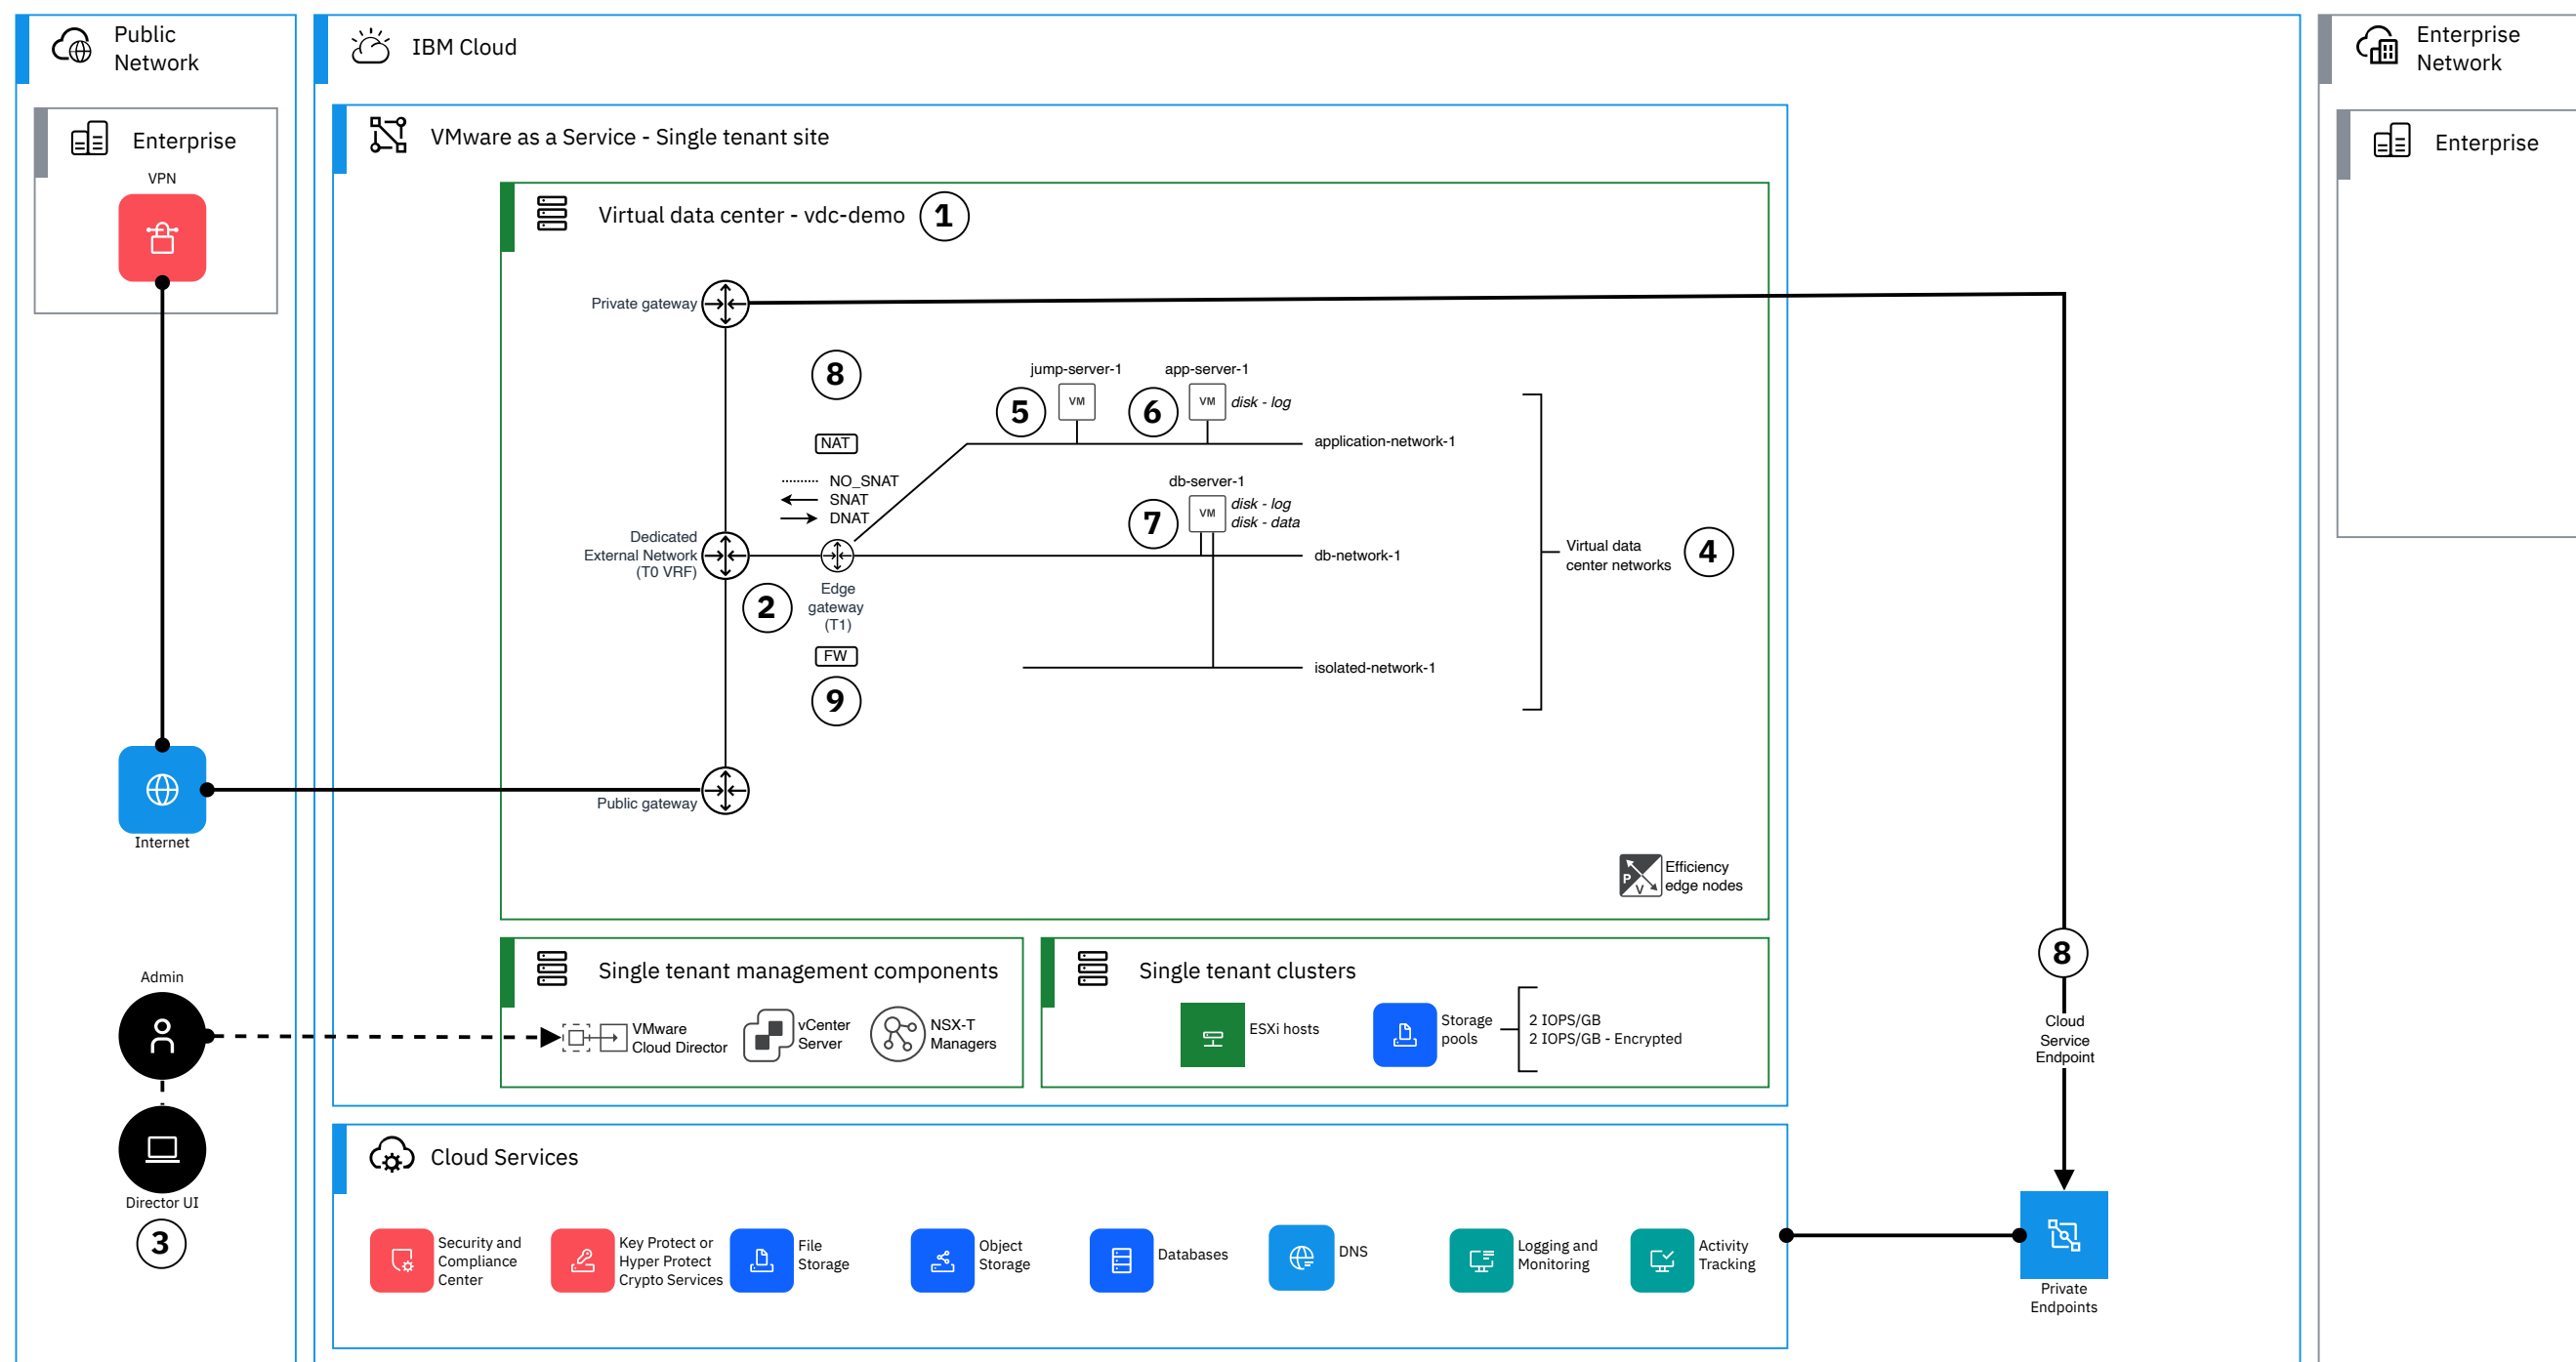 Public
Network
IBM Cloud
Enterprise
Network
Enterprise
VPN
VMware as a Service - Single tenant site
Enterprise
Virtual data center - vdc-demo
1
Private gateway
8
jump-server-1
app-server-1
5
VM
6
VM
disk - log
NAT
application-network-1
NO_SNAT
SNAT
DNAT
db-server-1
7
VM
disk - log
disk - data
Dedicated
External Network
(T0 VRF)
db-network-1
Virtual data
center networks
4
2
Edge
gateway
(T1)
FW
isolated-network-1
9
Public gateway
Internet
P
V
Efficiency
edge nodes
8
Admin
Single tenant management components
Single tenant clusters
VMware
Cloud Director
vCenter
Server
NSX-T
Managers
ESXi hosts
Storage
pools
2 IOPS/GB
2 IOPS/GB - Encrypted
Cloud
Service
Endpoint
Director UI
3
Cloud Services
Security and
Compliance
Center
Key Protect or
Hyper Protect
Crypto Services
File
Storage
Object
Storage
Databases
DNS
Logging and
Monitoring
Activity
Tracking
Private
Endpoints